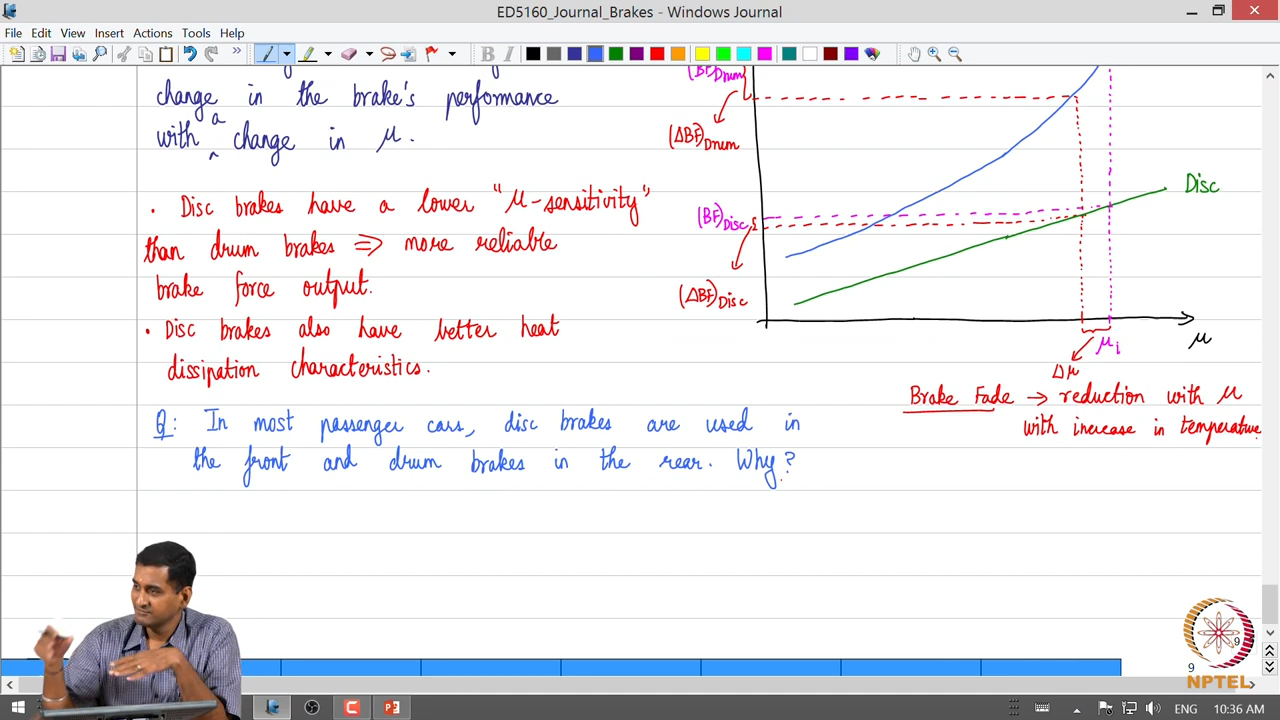 ED5160_Journal_Brakes - Windows Journal
File Edit View Insert Actions Tools Help
change in the brake's performance
with a change in μ.
• Disc brakes have a lower "μ-sensitivity"
than drum brakes ⇒ more reliable
brake force output.
• Disc brakes also have better heat
dissipation characteristics.
Q: In most passenger cars, disc brakes are used in
the front and drum brakes in the rear. Why?
(BF)Drum
(ΔBF)Drum
(BF)Disc
(ΔBF)Disc
Disc
μi
μ
Δμ
Brake Fade → reduction with μ
with increase in temperature
9
9
NPTEL
ENG 10:36 AM